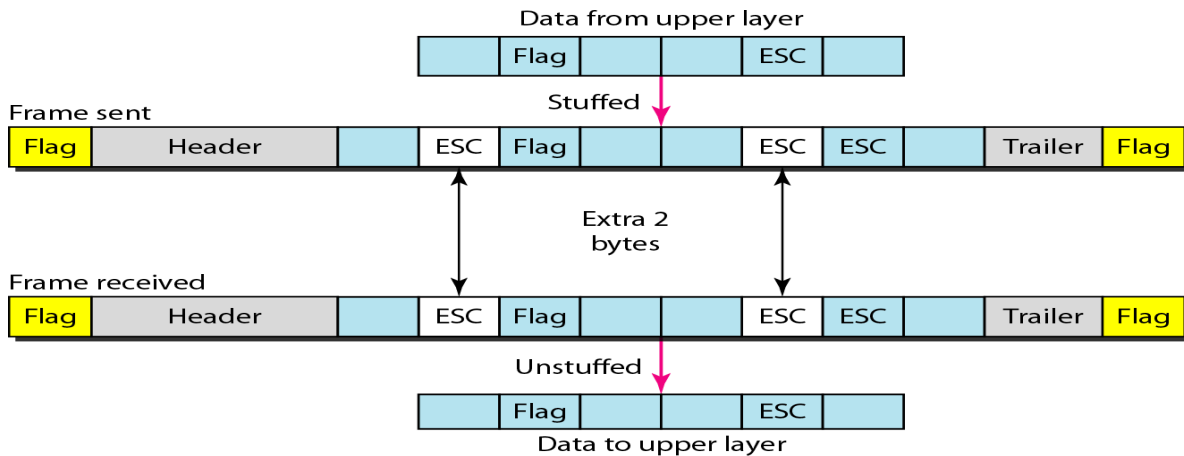 Data from upper layer
Flag ESC
Stuffed
Frame sent
Flag Header ESC Flag ESC ESC Trailer Flag
Extra 2
bytes
Frame received
Flag Header ESC Flag ESC ESC Trailer Flag
Unstuffed
Flag ESC
Data to upper layer